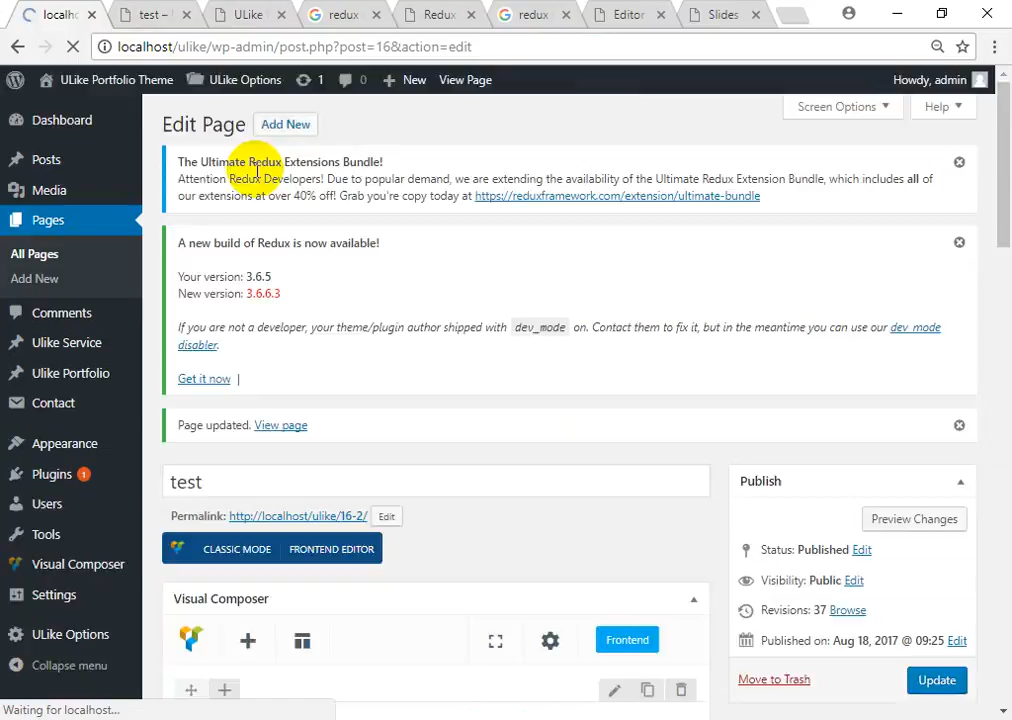 localho
test –
ULike
redux
Redux
redux
Editor
Slides
localhost/ulike/wp-admin/post.php?post=16&action=edit
ULike Portfolio Theme
ULike Options
1
0
New
View Page
Howdy, admin
Dashboard
Posts
Media
Pages
All Pages
Add New
Comments
Ulike Service
Ulike Portfolio
Contact
Appearance
Plugins 1
Users
Tools
Visual Composer
Settings
ULike Options
Collapse menu
Screen Options
Help
Edit Page
Add New
The Ultimate Redux Extensions Bundle!
Attention Redux Developers! Due to popular demand, we are extending the availability of the Ultimate Redux Extension Bundle, which includes all of
our extensions at over 40% off! Grab you're copy today at https://reduxframework.com/extension/ultimate-bundle
A new build of Redux is now available!
Your version: 3.6.5
New version: 3.6.6.3
If you are not a developer, your theme/plugin author shipped with dev_mode on. Contact them to fix it, but in the meantime you can use our dev_mode
disabler.
Get it now |
Page updated. View page
test
Permalink: http://localhost/ulike/16-2/ Edit
CLASSIC MODE
FRONTEND EDITOR
Visual Composer
Frontend
Publish
Preview Changes
Status: Published Edit
Visibility: Public Edit
Revisions: 37 Browse
Published on: Aug 18, 2017 @ 09:25 Edit
Move to Trash
Update
Waiting for localhost...